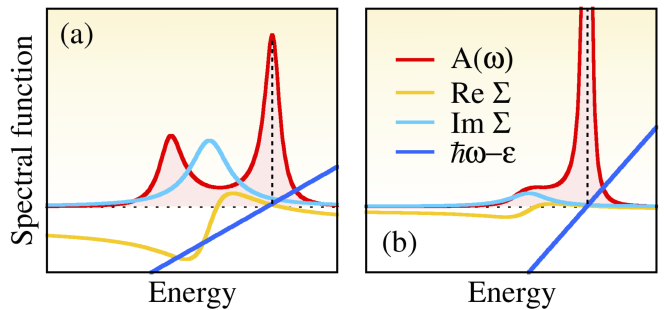 (a)
Spectral function
Energy
A(ω)
Re Σ
Im Σ
ħω–ε
(b)
Energy